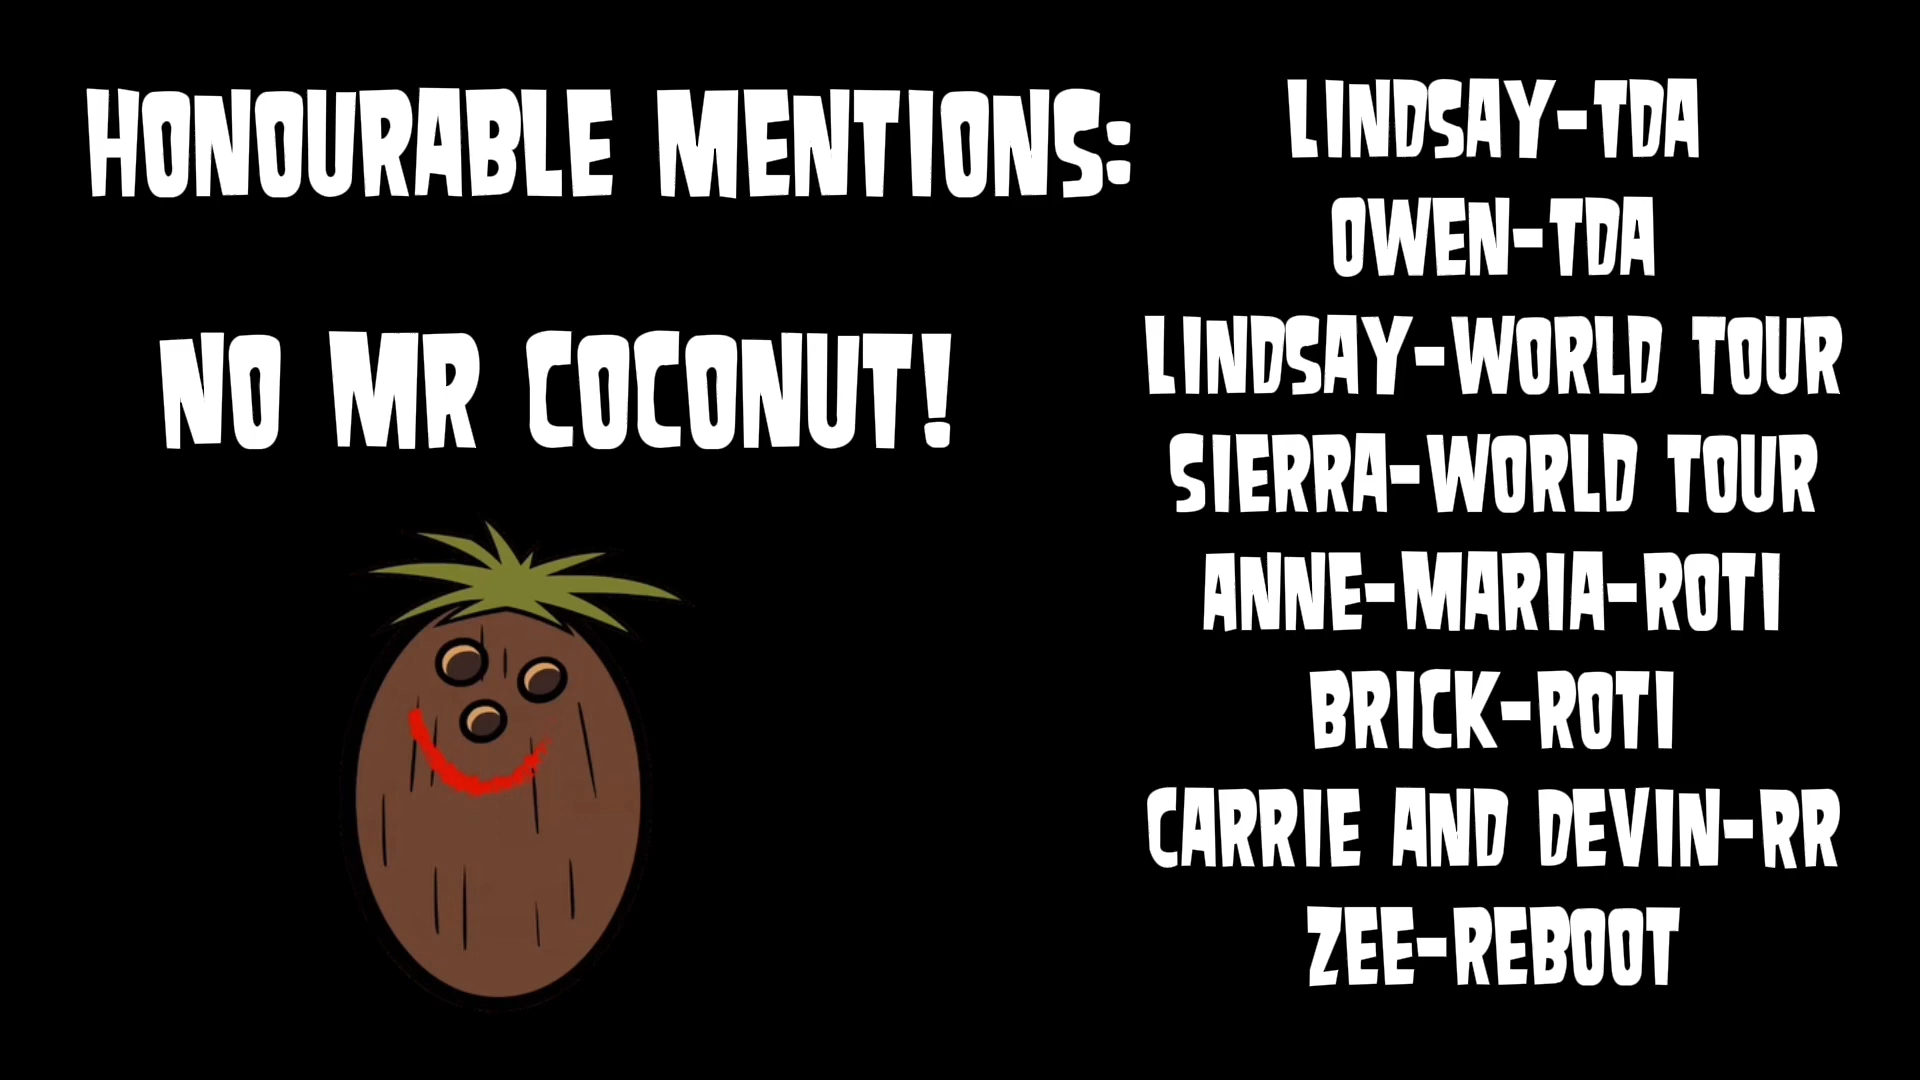 HONOURABLE MENTIONS:
NO MR COCONUT!
LINDSAY-TDA
OWEN-TDA
LINDSAY-WORLD TOUR
SIERRA-WORLD TOUR
ANNE-MARIA-ROTI
BRICK-ROTI
CARRIE AND DEVIN-RR
ZEE-REBOOT